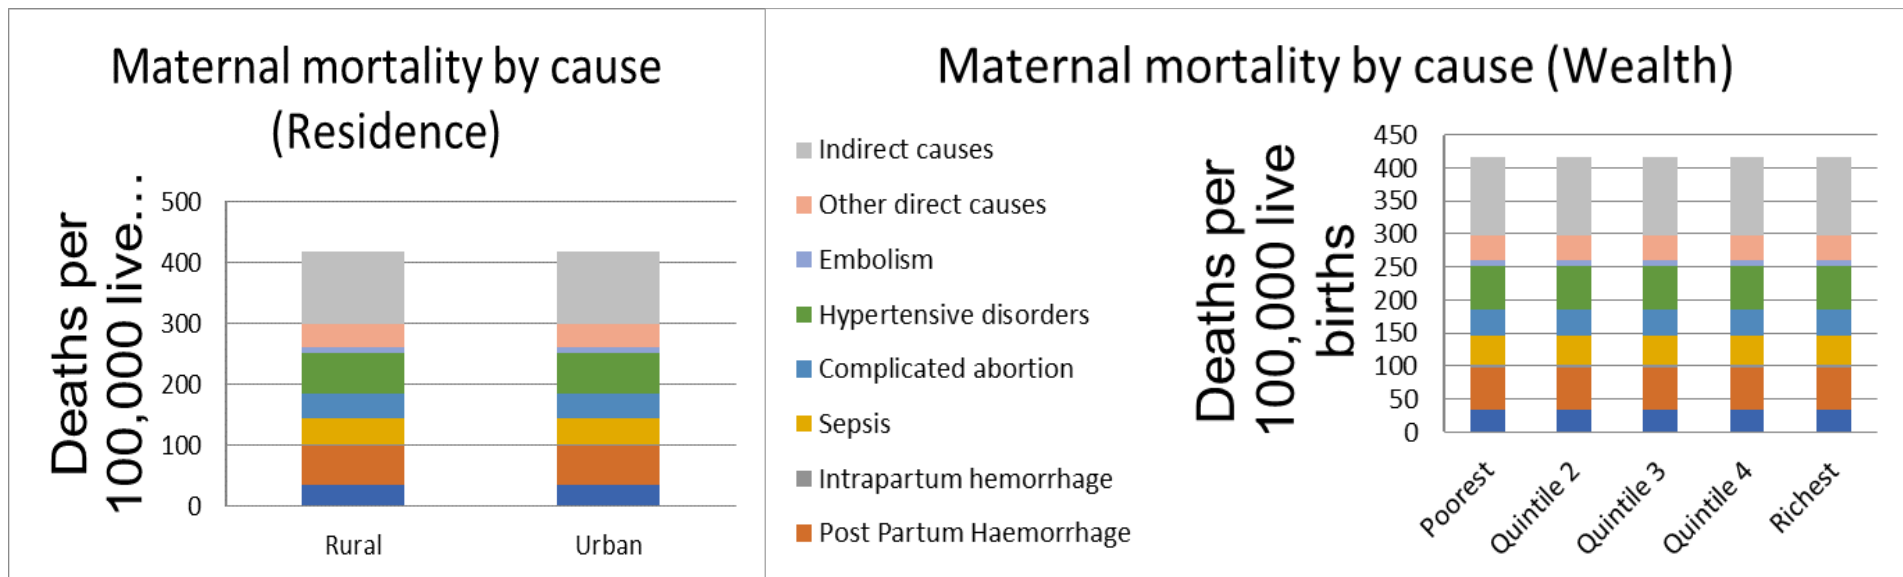 Maternal mortality by cause
(Residence)
Deaths per
100,000 live...
500
400
300
200
100
0
Rural
Urban
Maternal mortality by cause (Wealth)
Indirect causes
Other direct causes
Embolism
Hypertensive disorders
Complicated abortion
Sepsis
Intrapartum hemorrhage
Post Partum Haemorrhage
Deaths per
100,000 live
births
450
400
350
300
250
200
150
100
50
0
Poorest
Quintile 2
Quintile 3
Quintile 4
Richest